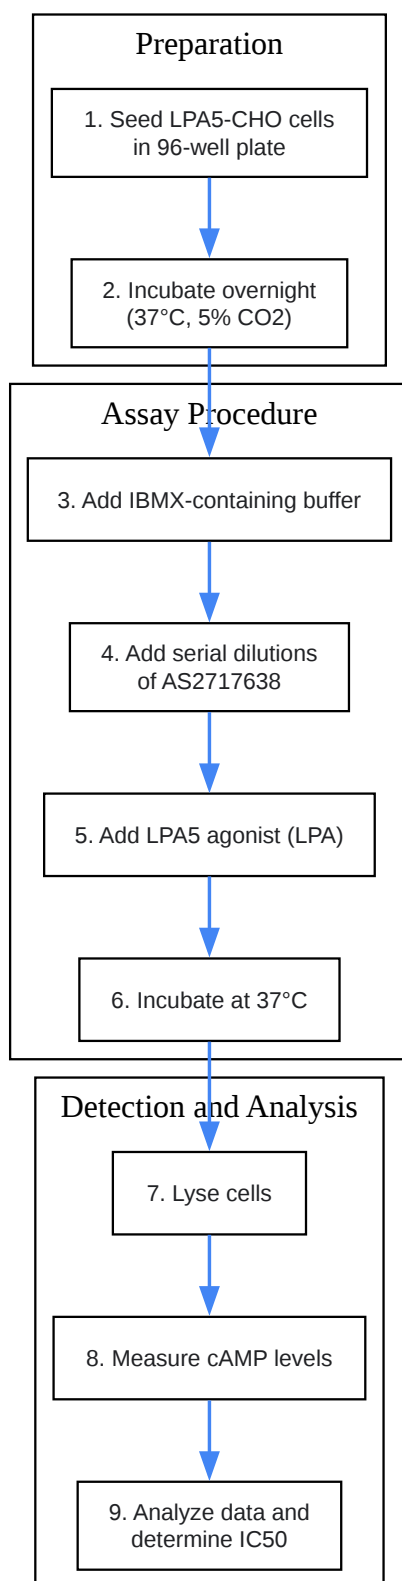 Preparation
1. Seed LPA5-CHO cells
in 96-well plate
2. Incubate overnight
(37°C, 5% CO2)
Assay Procedure
3. Add IBMX-containing buffer
4. Add serial dilutions
of AS2717638
5. Add LPA5 agonist (LPA)
6. Incubate at 37°C
Detection and Analysis
7. Lyse cells
8. Measure cAMP levels
9. Analyze data and
determine IC50